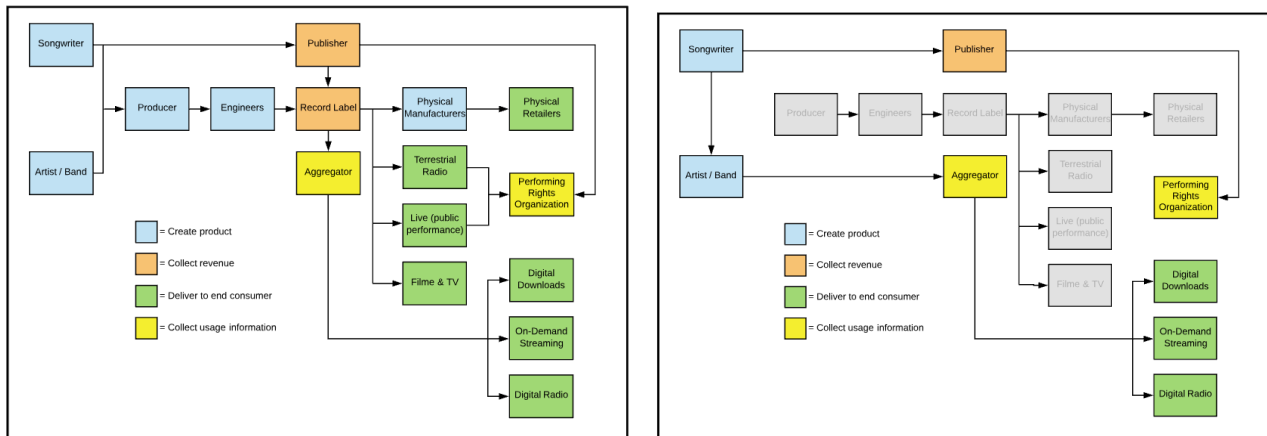 Songwriter
Publisher
Producer
Engineers
Record Label
Physical
Manufacturers
Physical
Retailers
Artist / Band
Aggregator
Terrestrial
Radio
Performing
Rights
Organization
Live (public
performance)
Filme & TV
Digital
Downloads
On-Demand
Streaming
Digital Radio
= Create product
= Collect revenue
= Deliver to end consumer
= Collect usage information
Songwriter
Publisher
Producer
Engineers
Record Label
Physical
Manufacturers
Physical
Retailers
Artist / Band
Aggregator
Terrestrial
Radio
Performing
Rights
Organization
Live (public
performance)
Filme & TV
Digital
Downloads
On-Demand
Streaming
Digital Radio
= Create product
= Collect revenue
= Deliver to end consumer
= Collect usage information